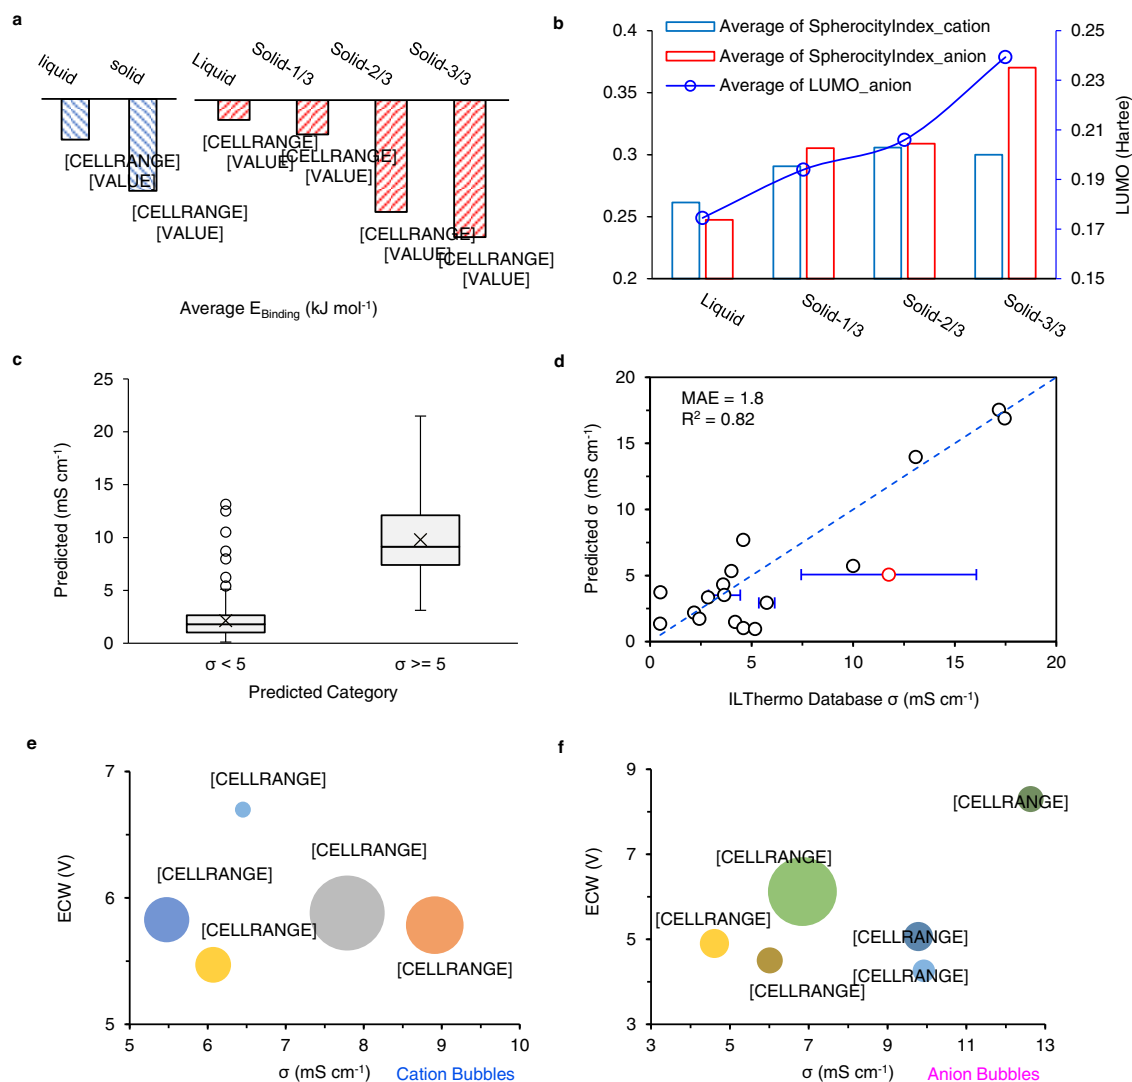 a
liquid
solid
Liquid
Solid-1/3
Solid-2/3
Solid-3/3
[CELLRANGE]
[VALUE]
[CELLRANGE]
[VALUE]
[CELLRANGE]
[VALUE]
[CELLRANGE]
[VALUE]
[CELLRANGE]
[VALUE]
[CELLRANGE]
[VALUE]
Average EBinding (kJ mol-1)
b
Average of SpherocityIndex_cation
Average of SpherocityIndex_anion
Average of LUMO_anion
0.4
0.35
0.3
0.25
0.2
0.25
0.23
0.21
0.19
0.17
0.15
LUMO (Hartee)
Liquid
Solid-1/3
Solid-2/3
Solid-3/3
c
25
20
15
10
5
0
Predicted (mS cm-1)
σ < 5
σ >= 5
Predicted Category
d
MAE = 1.8
R2 = 0.82
20
15
10
5
0
Predicted σ (mS cm-1)
0
5
10
15
20
ILThermo Database σ (mS cm-1)
e
7
6
5
ECW (V)
[CELLRANGE]
[CELLRANGE]
[CELLRANGE]
[CELLRANGE]
[CELLRANGE]
5
6
7
8
9
10
σ (mS cm-1)
Cation Bubbles
f
9
7
5
3
ECW (V)
[CELLRANGE]
[CELLRANGE]
[CELLRANGE]
[CELLRANGE]
[CELLRANGE]
[CELLRANGE]
3
5
7
9
11
13
σ (mS cm-1)
Anion Bubbles